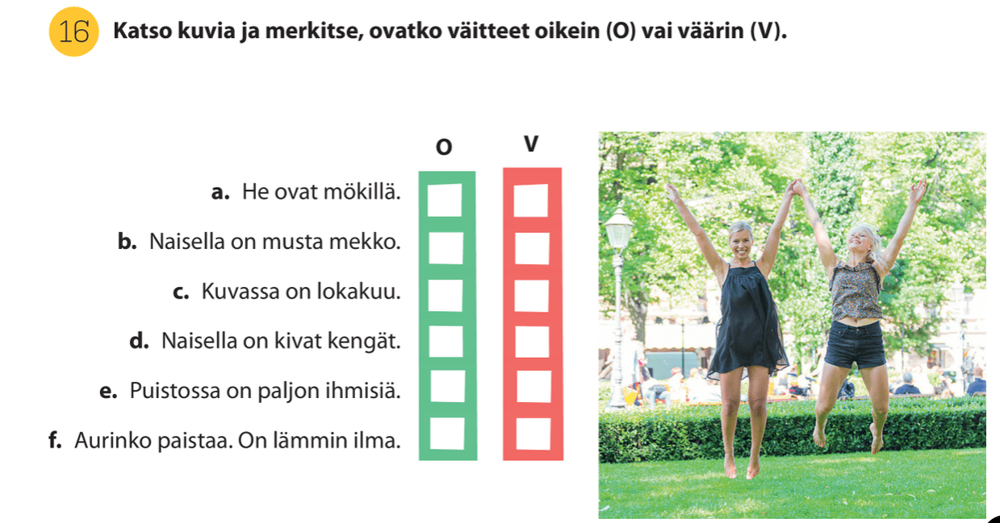 16 Katso kuvia ja merkitse, ovatko väitteet oikein (O) vai väärin (V).
O V
a. He ovat mökillä.
b. Naisella on musta mekko.
c. Kuvassa on lokakuu.
d. Naisella on kivat kengät.
e. Puistossa on paljon ihmisiä.
f. Aurinko paistaa. On lämmin ilma.